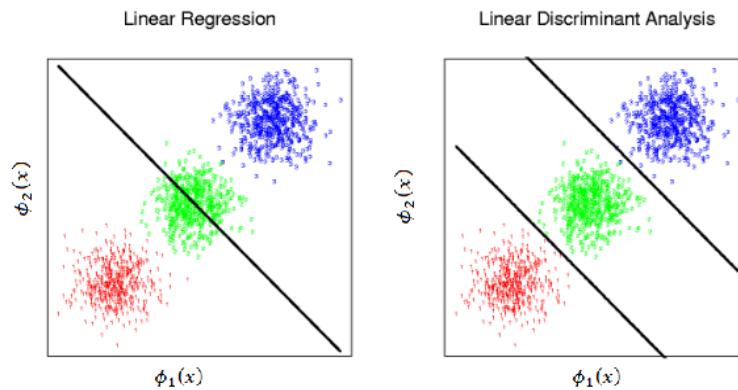 Linear Regression
Linear Discriminant Analysis
ϕ₂(x)
ϕ₂(x)
ϕ₁(x)
ϕ₁(x)